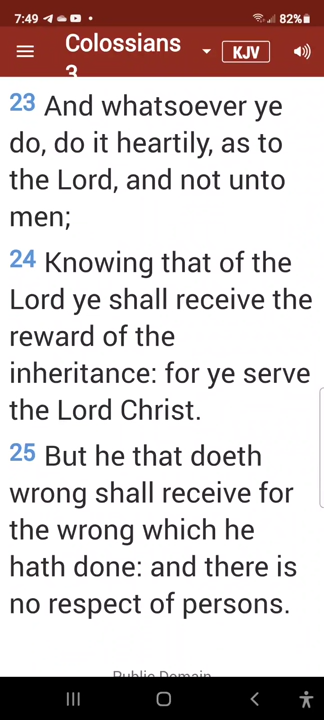 7:49 82%
Colossians
3
KJV
23 And whatsoever ye
do, do it heartily, as to
the Lord, and not unto
men;
24 Knowing that of the
Lord ye shall receive the
reward of the
inheritance: for ye serve
the Lord Christ.
25 But he that doeth
wrong shall receive for
the wrong which he
hath done: and there is
no respect of persons.
Public Domain